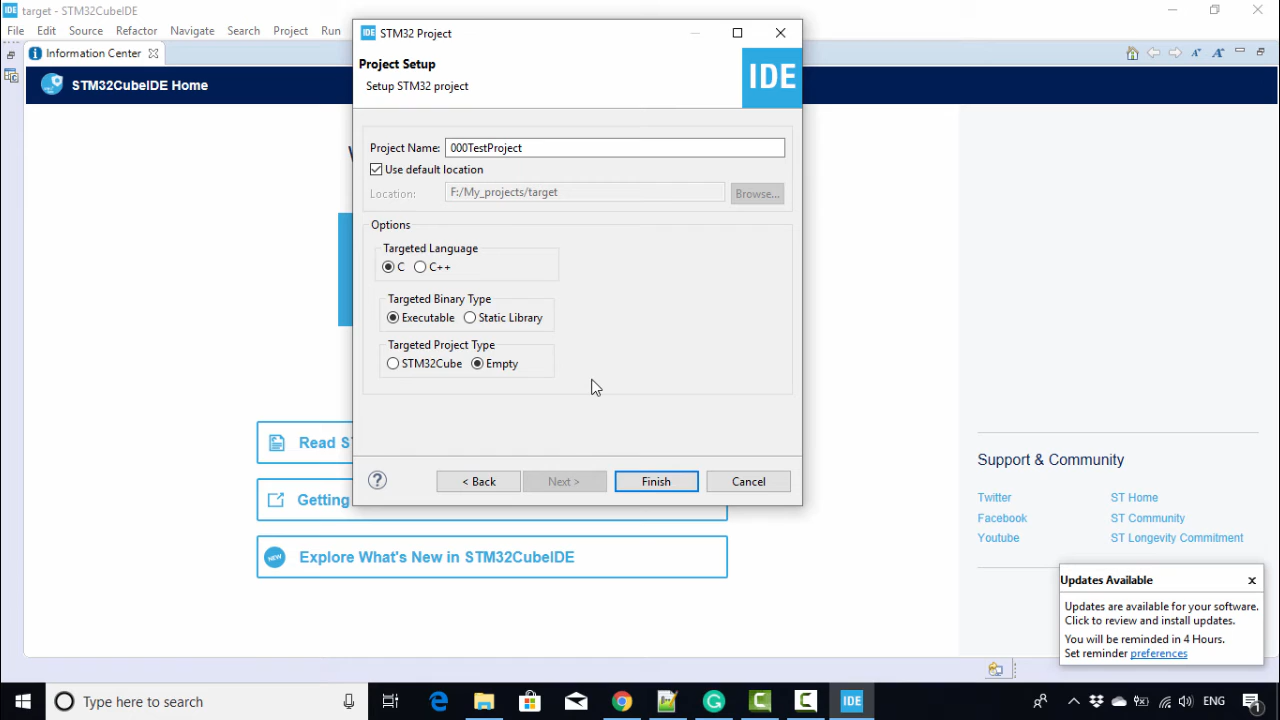 target - STM32CubeIDE
File Edit Source Refactor Navigate Search Project Run
Information Center
STM32CubeIDE Home
IDE STM32 Project
Project Setup
Setup STM32 project
IDE
Project Name: 000TestProject
Use default location
Location: F:/My_projects/target Browse...
Options
Targeted Language
C C++
Targeted Binary Type
Executable Static Library
Targeted Project Type
STM32Cube Empty
? < Back Next > Finish Cancel
Read ST
Getting
NEW Explore What's New in STM32CubeIDE
Support & Community
Twitter ST Home
Facebook ST Community
Youtube ST Longevity Commitment
Updates Available x
Updates are available for your software.
Click to review and install updates.
You will be reminded in 4 Hours.
Set reminder preferences
Type here to search
IDE
ENG
1